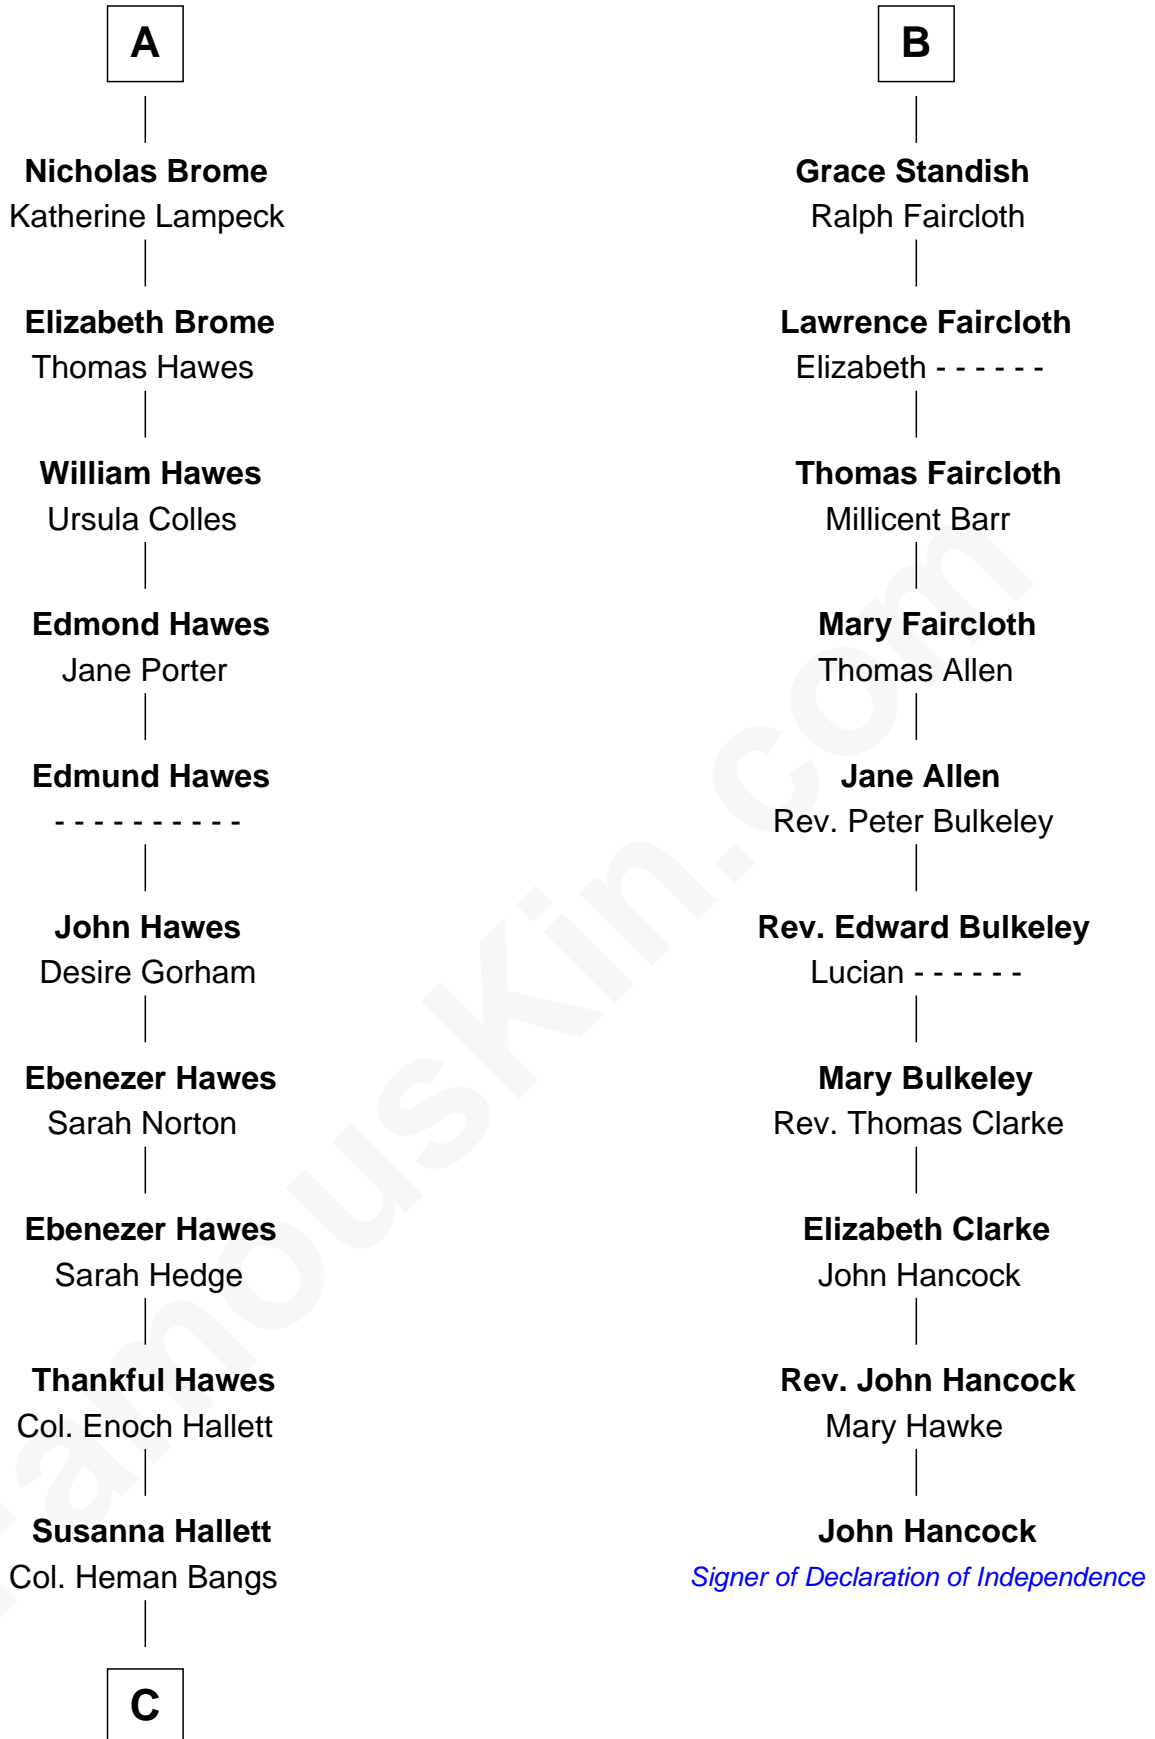 A
Nicholas Brome
Katherine Lampeck
Elizabeth Brome
Thomas Hawes
William Hawes
Ursula Colles
Edmond Hawes
Jane Porter
Edmund Hawes
- - - - - - - - - -
John Hawes
Desire Gorham
Ebenezer Hawes
Sarah Norton
Ebenezer Hawes
Sarah Hedge
Thankful Hawes
Col. Enoch Hallett
Susanna Hallett
Col. Heman Bangs
C
B
Grace Standish
Ralph Faircloth
Lawrence Faircloth
Elizabeth - - - - - -
Thomas Faircloth
Millicent Barr
Mary Faircloth
Thomas Allen
Jane Allen
Rev. Peter Bulkeley
Rev. Edward Bulkeley
Lucian - - - - - -
Mary Bulkeley
Rev. Thomas Clarke
Elizabeth Clarke
John Hancock
Rev. John Hancock
Mary Hawke
John Hancock
Signer of Declaration of Independence
FamousKin.com